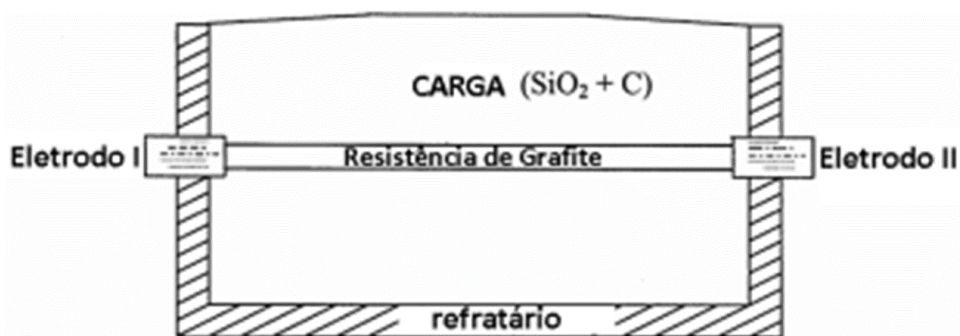 CARGA (SiO₂ + C)
Eletrodo I
Resistência de Grafite
Eletrodo II
refratário